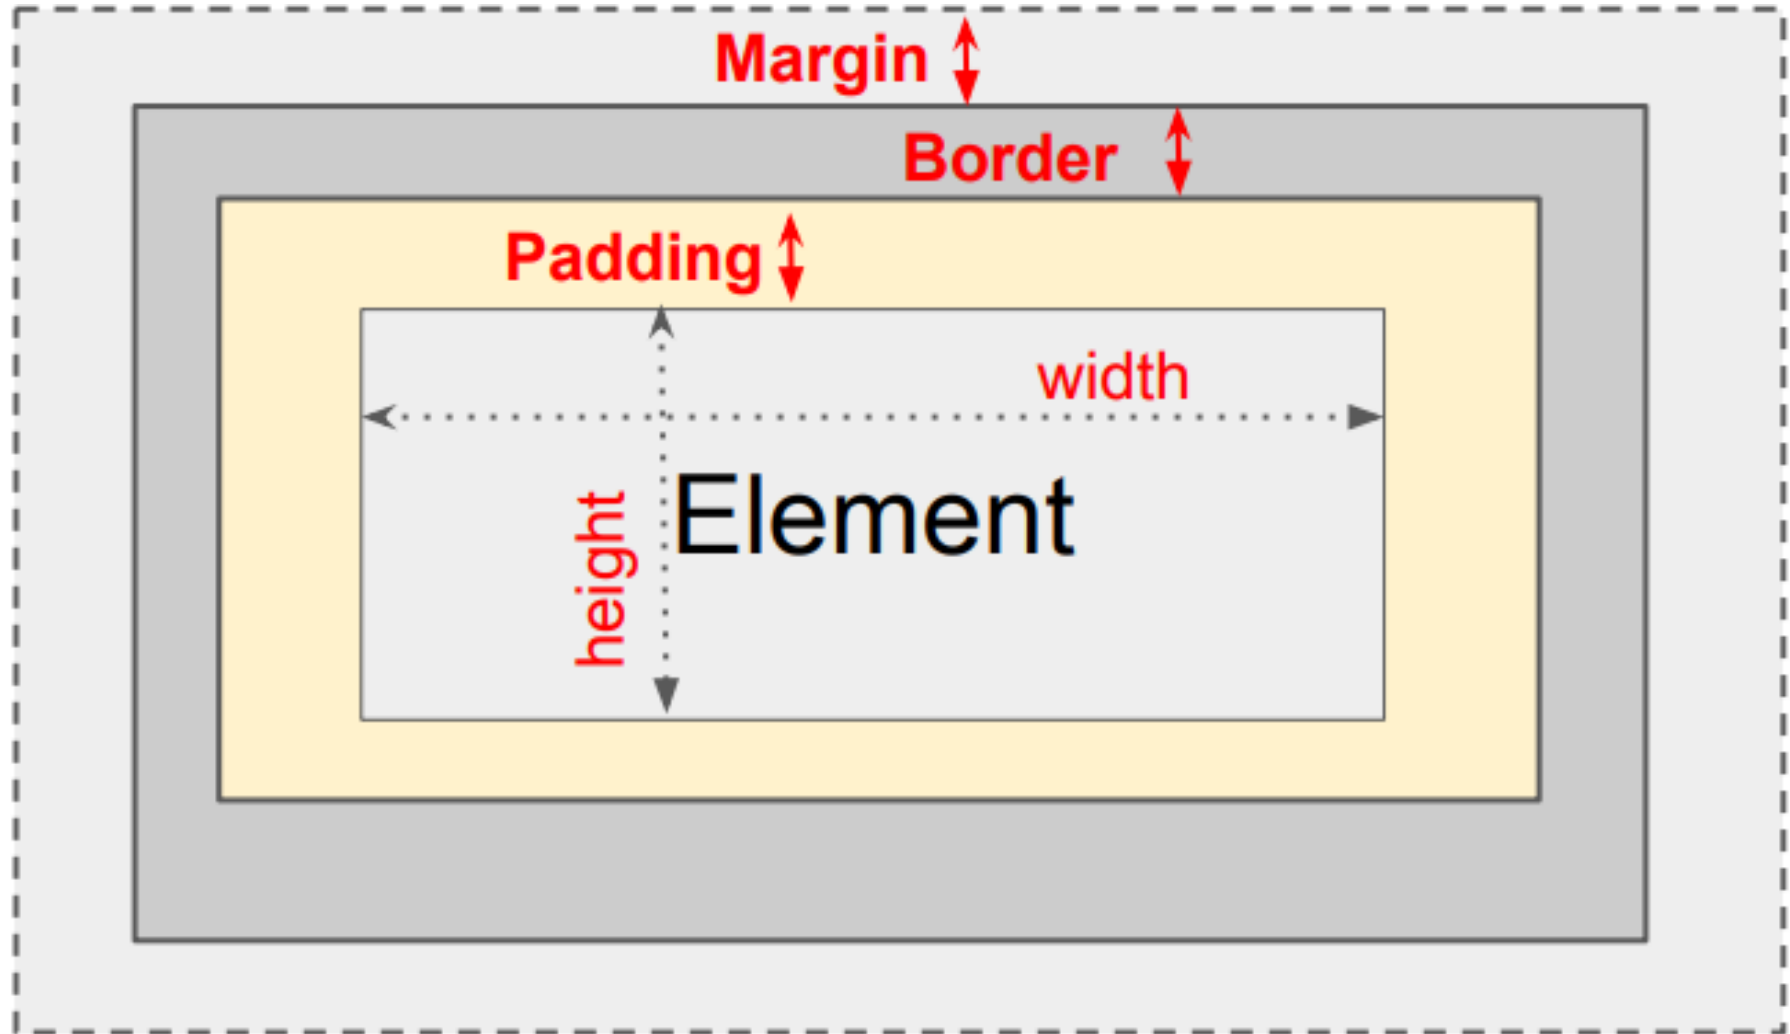 Margin
Border
Padding
width
Element
height